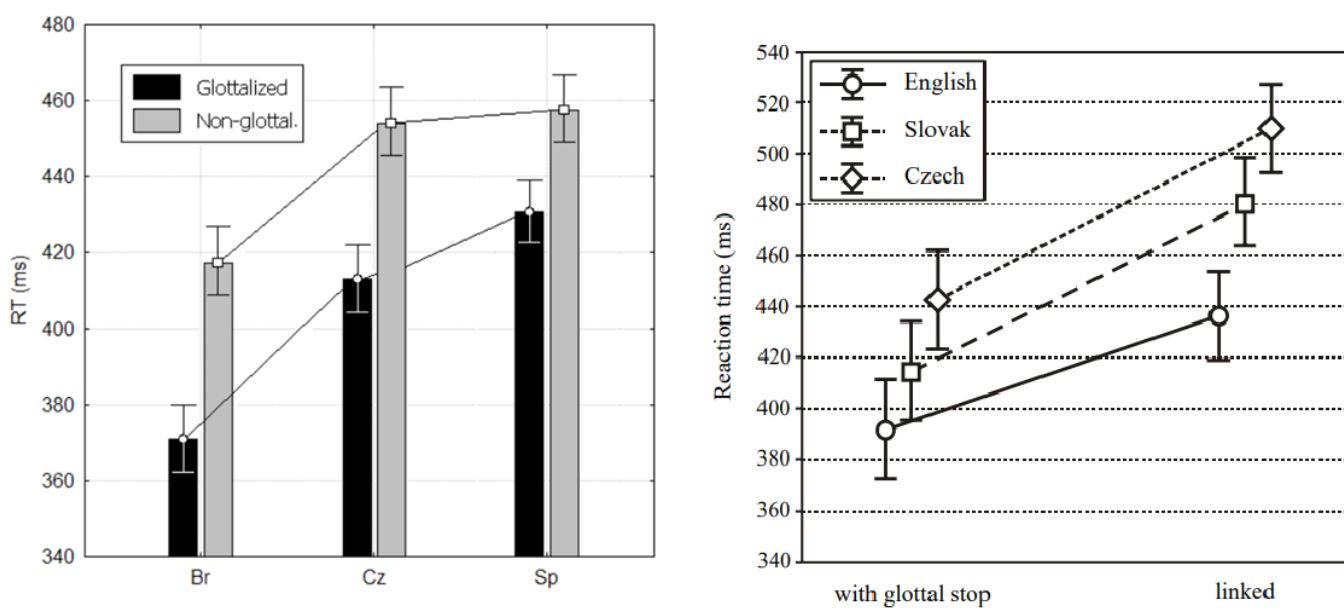 480
460
440
420
400
380
360
340
RT (ms)
Glottalized
Non-glottal.
Br
Cz
Sp
540
520
500
480
460
440
420
400
380
360
340
Reaction time (ms)
English
Slovak
Czech
with glottal stop
linked